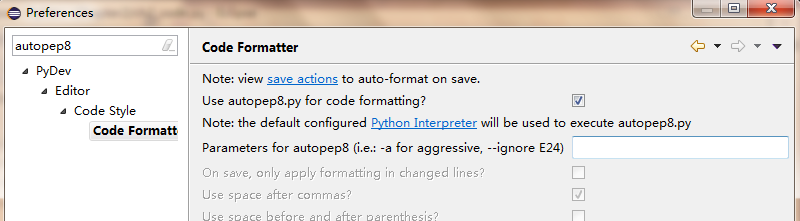 Preferences
autopep8
PyDev
Editor
Code Style
Code Formatte
Code Formatter
Note: view save actions to auto-format on save.
Use autopep8.py for code formatting?
Note: the default configured Python Interpreter will be used to execute autopep8.py
Parameters for autopep8 (i.e.: -a for aggressive, --ignore E24)
On save, only apply formatting in changed lines?
Use space after commas?
Use space before and after parenthesis?